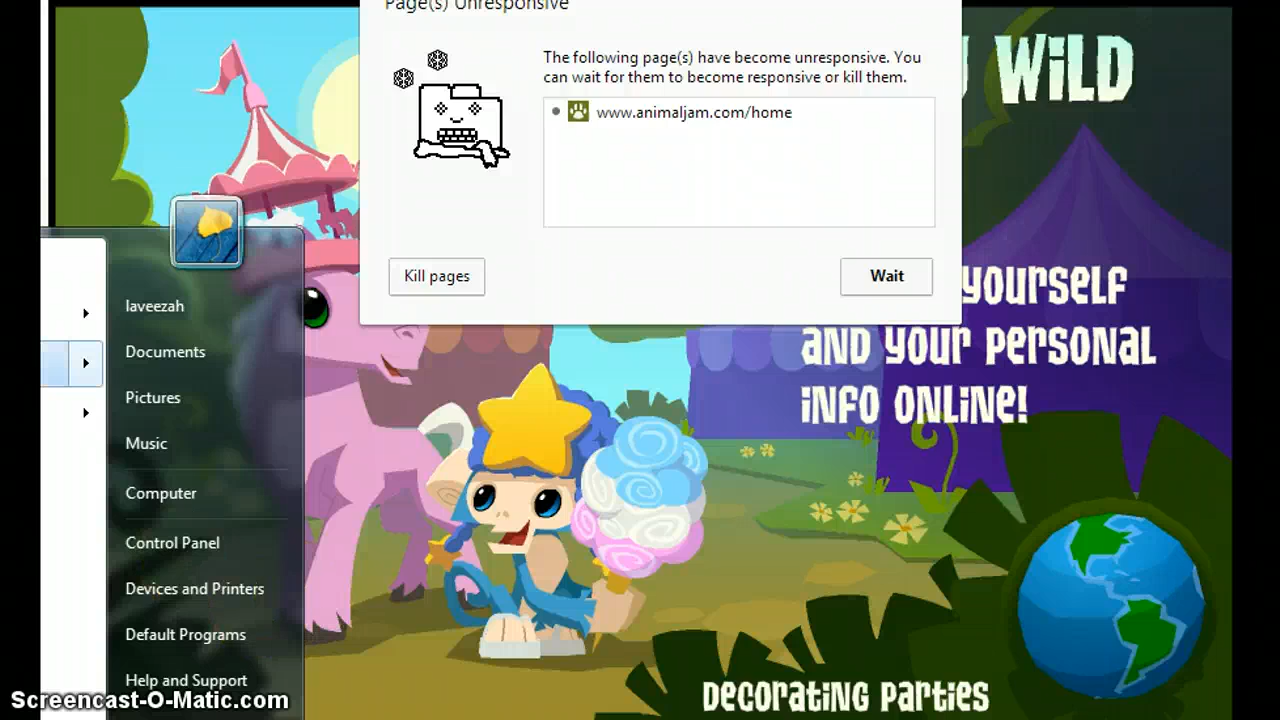 Page(s) Unresponsive
The following page(s) have become unresponsive. You
can wait for them to become responsive or kill them.
www.animaljam.com/home
Kill pages
Wait
WiLD
yourself
and your personal
info online!
laveezah
Documents
Pictures
Music
Computer
Control Panel
Devices and Printers
Default Programs
Help and Support
Decorating Parties
Screencast-O-Matic.com